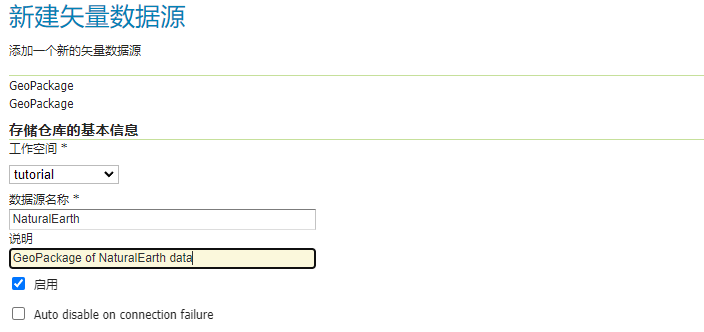 新建矢量数据源
添加一个新的矢量数据源
GeoPackage
GeoPackage
存储仓库的基本信息
工作空间 *
tutorial
数据源名称 *
NaturalEarth
说明
GeoPackage of NaturalEarth data
启用
Auto disable on connection failure